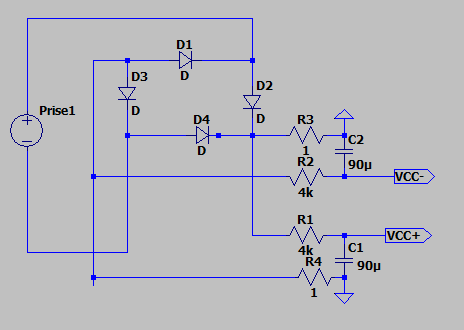 D1
D
D3
D
D2
D
Prise1
D4
D
R3
1
C2
90µ
R2
4k
VCC-
R1
4k
VCC+
C1
90µ
R4
1